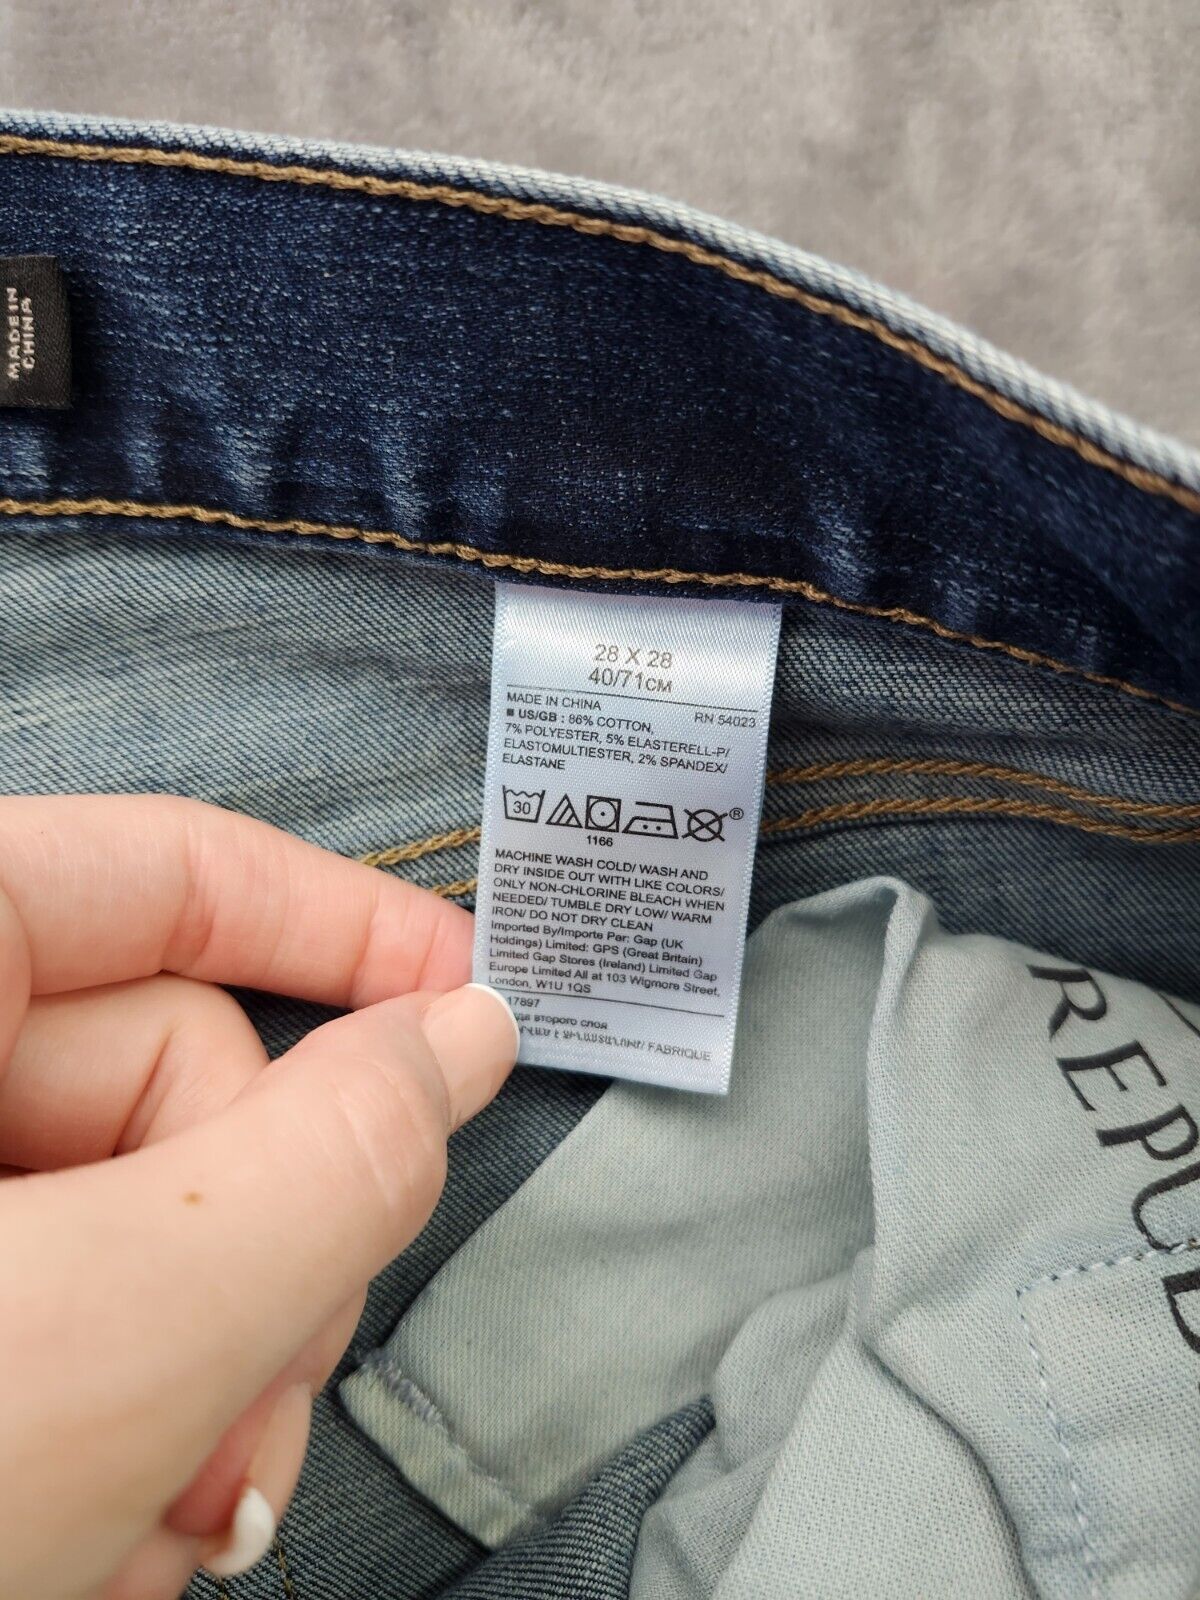 MADE IN
CHINA
28 X 28
40/71CM
MADE IN CHINA
RN 54023
■ US/GB : 86% COTTON,
7% POLYESTER, 5% ELASTERELL-P/
ELASTOMULTIESTER, 2% SPANDEX/
ELASTANE
30
®
1166
MACHINE WASH COLD/ WASH AND
DRY INSIDE OUT WITH LIKE COLORS/
ONLY NON-CHLORINE BLEACH WHEN
NEEDED/ TUMBLE DRY LOW/ WARM
IRON/ DO NOT DRY CLEAN
Imported By/Importe Par: Gap (UK
Holdings) Limited: GPS (Great Britain)
Limited Gap Stores (Ireland) Limited Gap
Europe Limited All at 103 Wigmore Street,
London, W1U 1QS
17897
второго слоя
FABRIQUE
REPUB